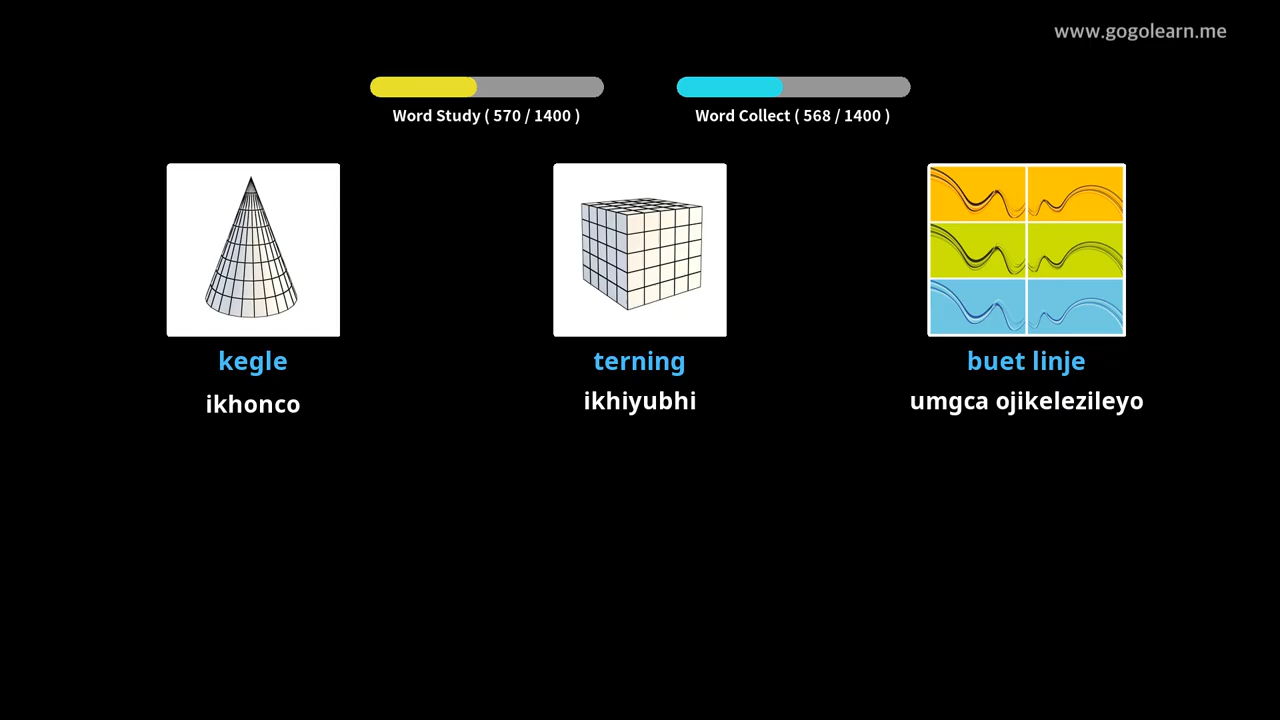 www.gogolearn.me
Word Study ( 570 / 1400 )
Word Collect ( 568 / 1400 )
kegle
terning
buet linje
ikhonco
ikhiyubhi
umgca ojikelezileyo